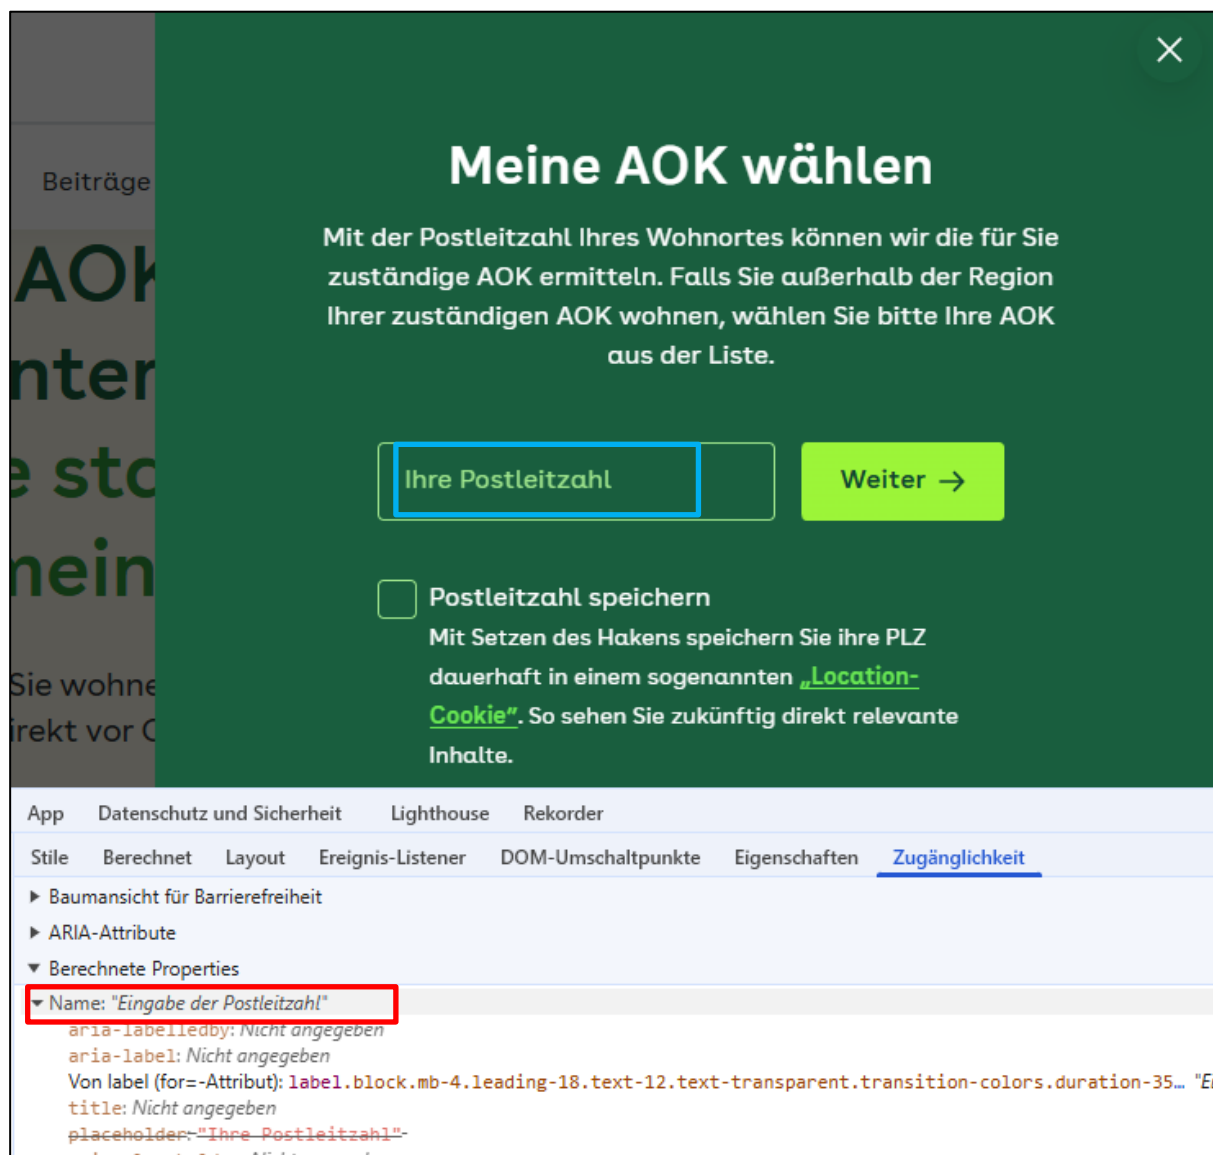 Beiträge
AOK
nter
e sta
mein
Sie wohne
irekt vor
Meine AOK wählen
Mit der Postleitzahl Ihres Wohnortes können wir die für Sie
zuständige AOK ermitteln. Falls Sie außerhalb der Region
Ihrer zuständigen AOK wohnen, wählen Sie bitte Ihre AOK
aus der Liste.
Ihre Postleitzahl
Weiter →
Postleitzahl speichern
Mit Setzen des Hakens speichern Sie ihre PLZ
dauerhaft in einem sogenannten „Location-
Cookie“. So sehen Sie zukünftig direkt relevante
Inhalte.
App Datenschutz und Sicherheit Lighthouse Rekorder
Stile Berechnet Layout Ereignis-Listener DOM-Umschaltpunkte Eigenschaften Zugänglichkeit
Baumansicht für Barrierefreiheit
ARIA-Attribute
Berechnete Properties
Name: "Eingabe der Postleitzahl"
aria-labelledby: Nicht angegeben
aria-label: Nicht angegeben
Von label (for=-Attribut): label.block.mb-4.leading-18.text-12.text-transparent.transition-colors.duration-35… "E
title: Nicht angegeben
placeholder: "Ihre Postleitzahl"